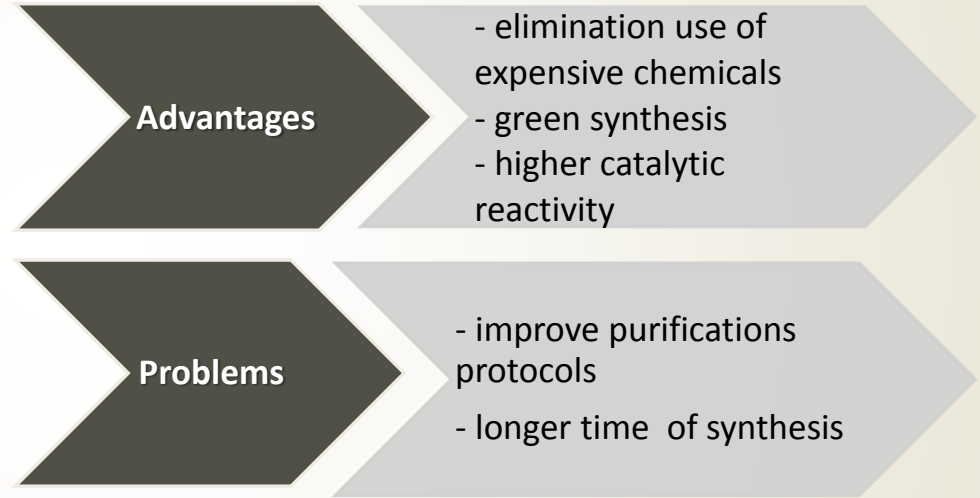 Advantages
- elimination use of
expensive chemicals
- green synthesis
- higher catalytic
reactivity
Problems
- improve purifications
protocols
- longer time of synthesis